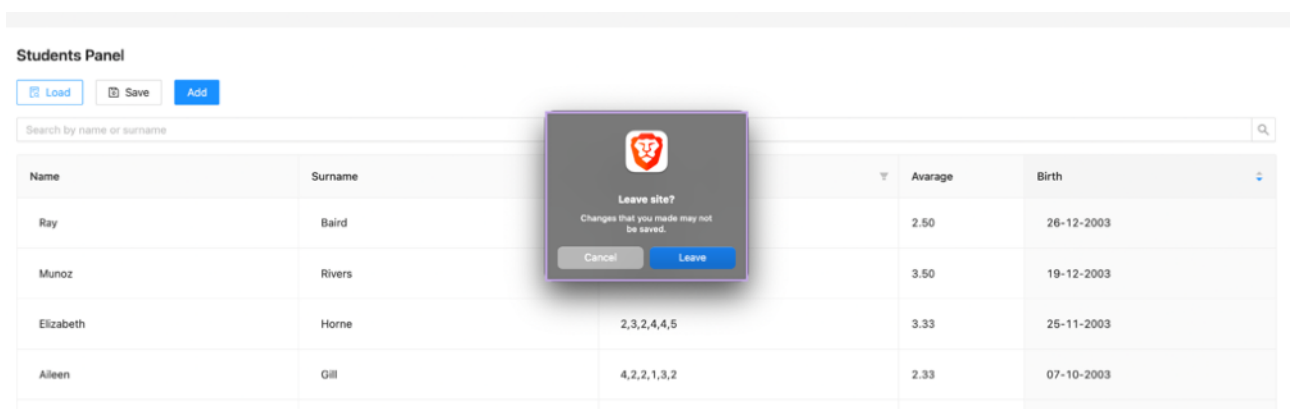 Students Panel
Load Save Add
Search by name or surname
Leave site?
Changes that you made may not
be saved.
Cancel Leave
Name Surname Avarage Birth
Ray Baird 2.50 26-12-2003
Munoz Rivers 3.50 19-12-2003
Elizabeth Horne 2,3,2,4,4,5 3.33 25-11-2003
Aileen Gill 4,2,2,1,3,2 2.33 07-10-2003